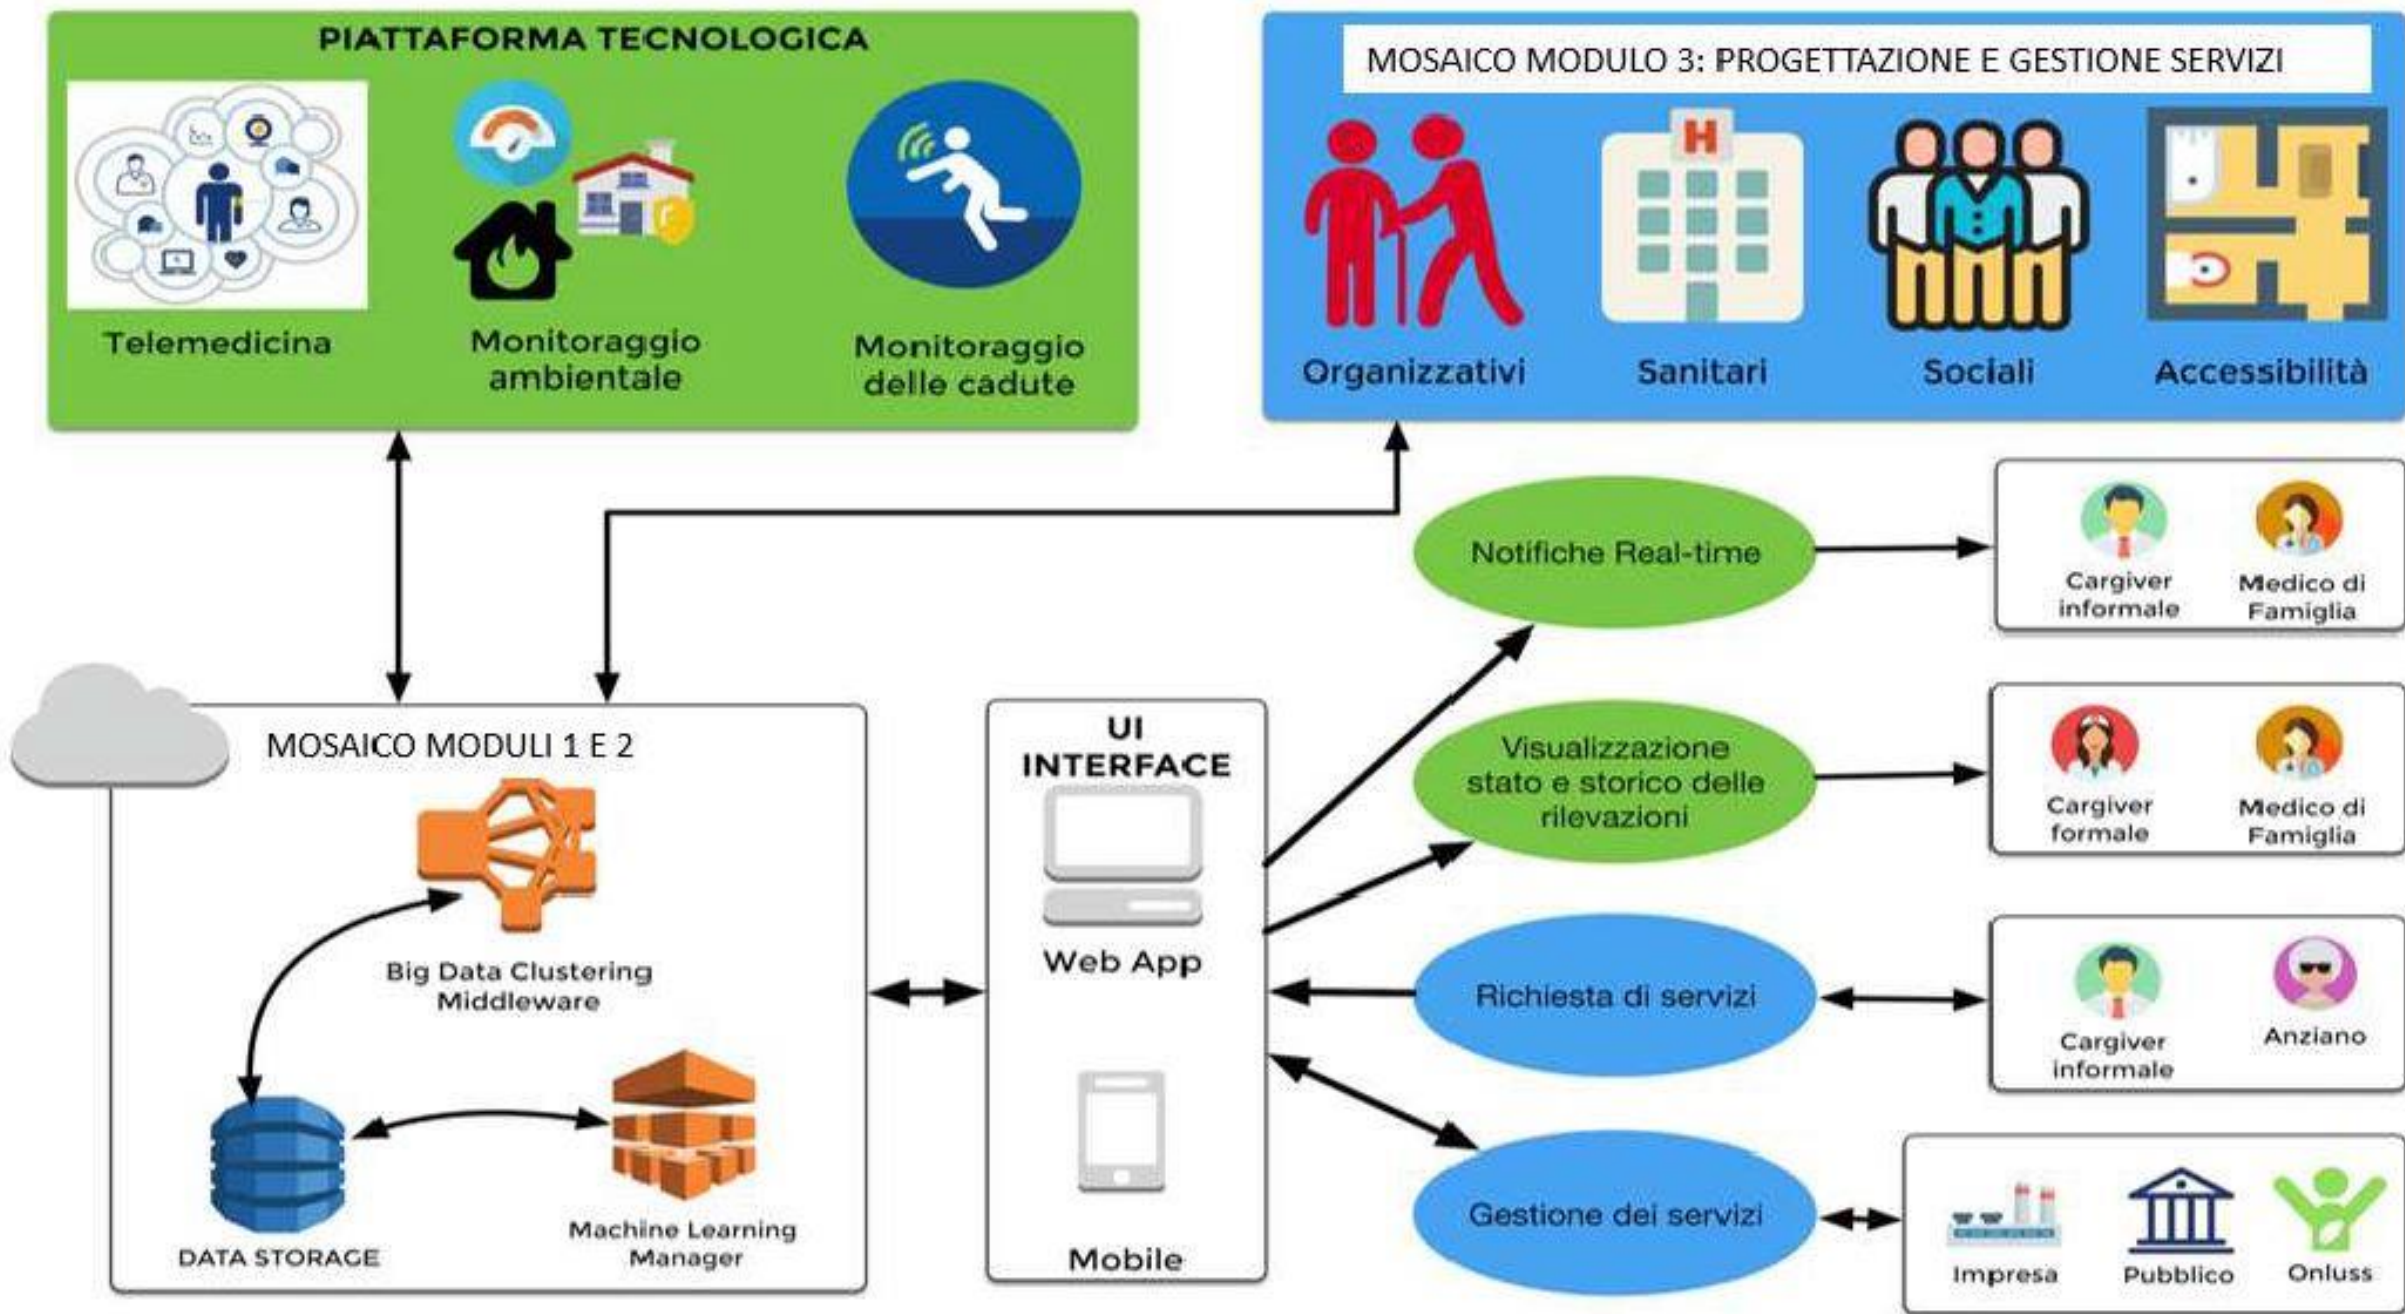 PIATTAFORMA TECNOLOGICA
Telemedicina
Monitoraggio
ambientale
Monitoraggio
delle cadute
MOSAICO MODULO 3: PROGETTAZIONE E GESTIONE SERVIZI
H
Organizzativi
Sanitari
Sociali
Accessibilità
MOSAICO MODULI 1 E 2
Big Data Clustering
Middleware
DATA STORAGE
Machine Learning
Manager
UI
INTERFACE
Web App
Mobile
Notifiche Real-time
Cargiver
informale
Medico di
Famiglia
Visualizzazione
stato e storico delle
rilevazioni
Cargiver
formale
Medico di
Famiglia
Richiesta di servizi
Cargiver
informale
Anziano
Gestione dei servizi
Impresa
Pubblico
Onluss